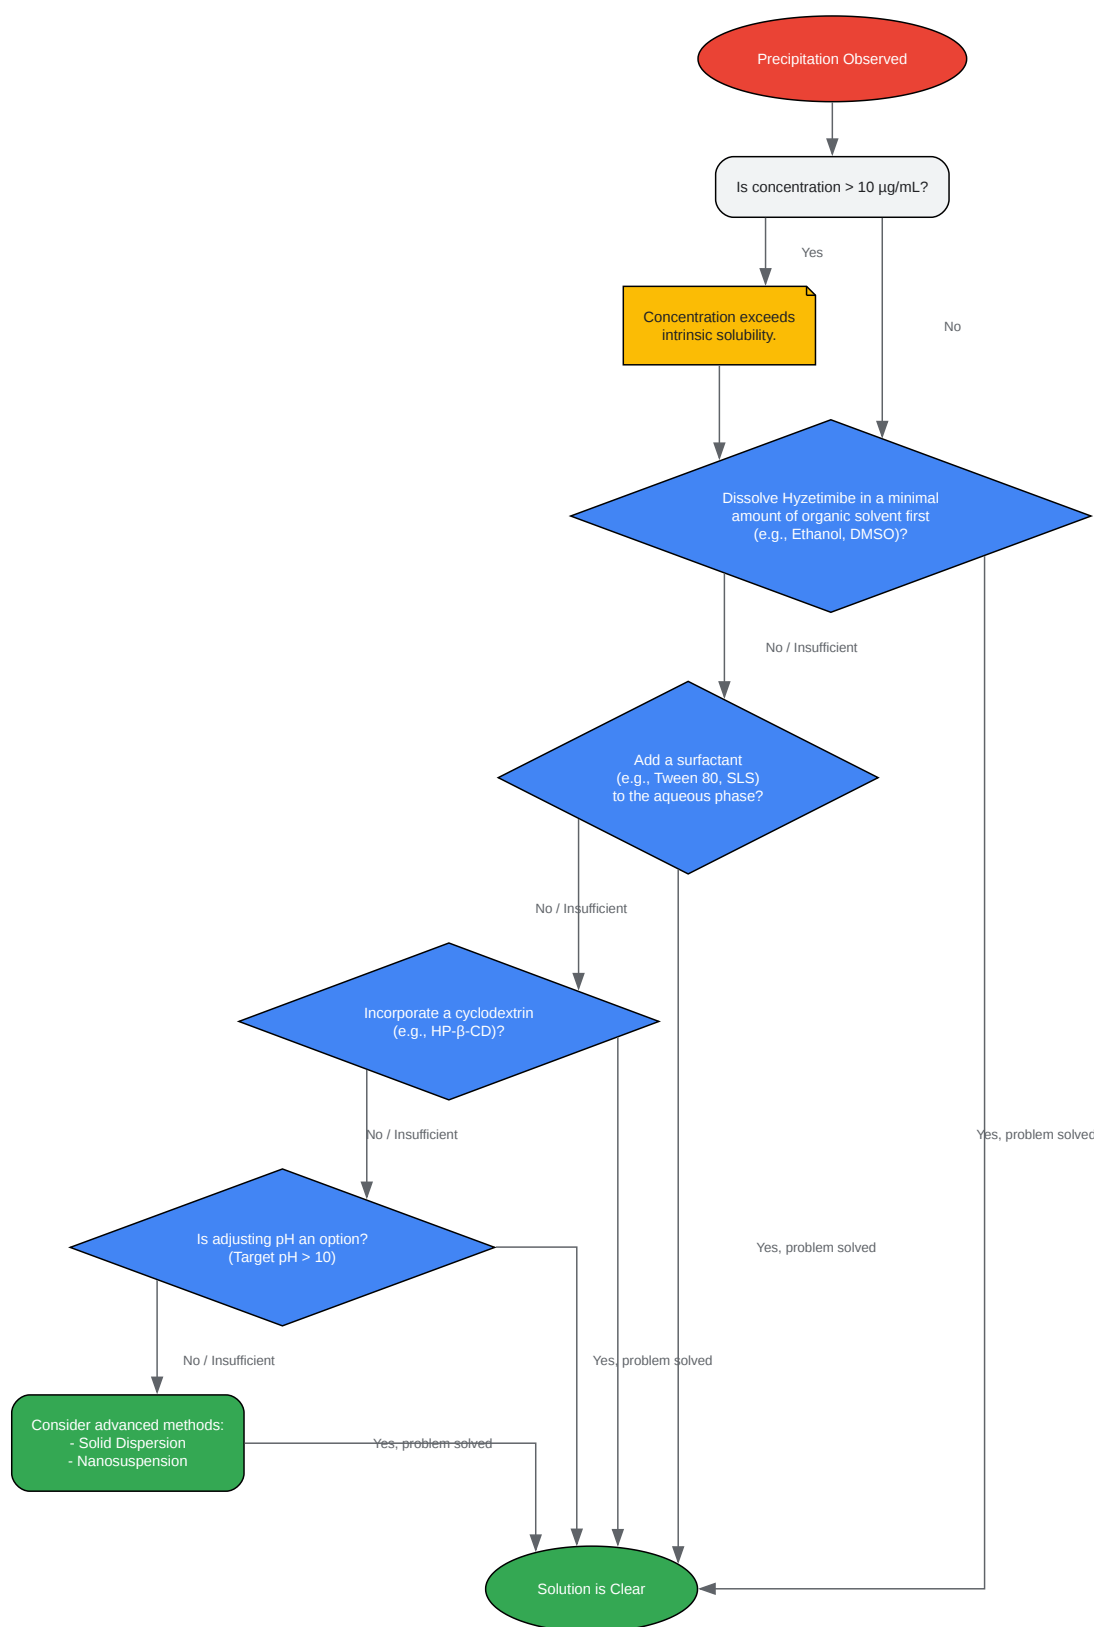 Precipitation Observed
Is concentration > 10 µg/mL?
Yes
Concentration exceeds
intrinsic solubility.
No
Dissolve Hyzetimibe in a minimal
amount of organic solvent first
(e.g., Ethanol, DMSO)?
No / Insufficient
Add a surfactant
(e.g., Tween 80, SLS)
to the aqueous phase?
No / Insufficient
Incorporate a cyclodextrin
(e.g., HP-β-CD)?
No / Insufficient
Yes, problem solved
Is adjusting pH an option?
(Target pH > 10)
Yes, problem solved
No / Insufficient
Yes, problem solved
Consider advanced methods:
- Solid Dispersion
- Nanosuspension
Yes, problem solved
Solution is Clear